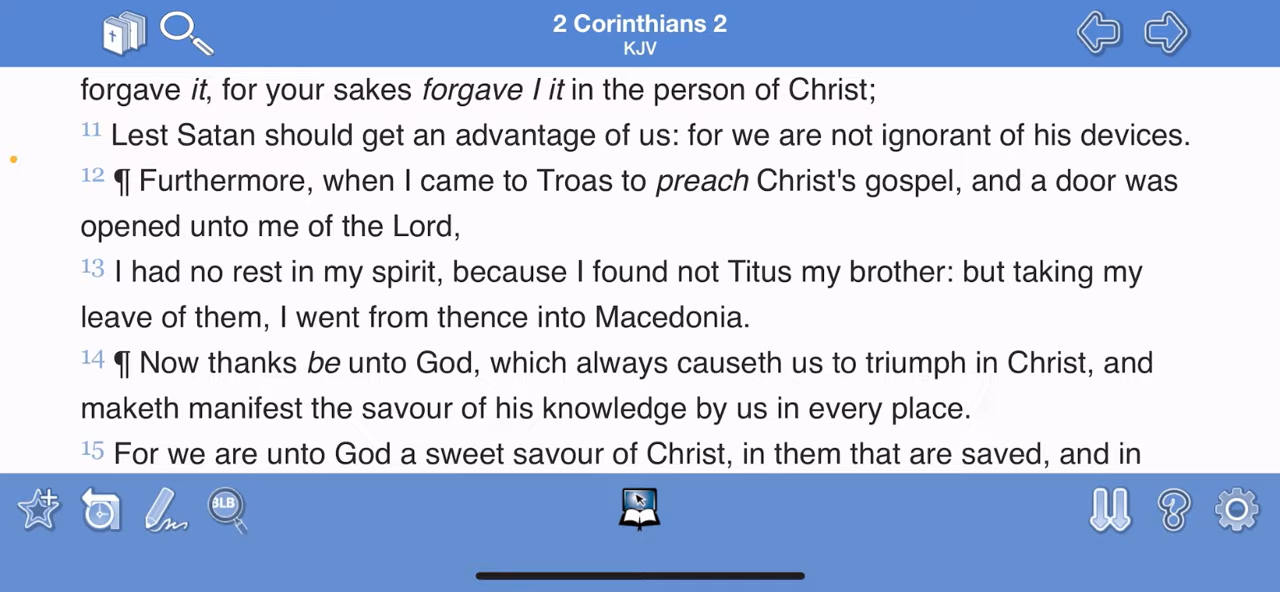 2 Corinthians 2
KJV
forgave it, for your sakes forgave I it in the person of Christ;
11 Lest Satan should get an advantage of us: for we are not ignorant of his devices.
12 ¶ Furthermore, when I came to Troas to preach Christ's gospel, and a door was
opened unto me of the Lord,
13 I had no rest in my spirit, because I found not Titus my brother: but taking my
leave of them, I went from thence into Macedonia.
14 ¶ Now thanks be unto God, which always causeth us to triumph in Christ, and
maketh manifest the savour of his knowledge by us in every place.
15 For we are unto God a sweet savour of Christ, in them that are saved, and in
BLB